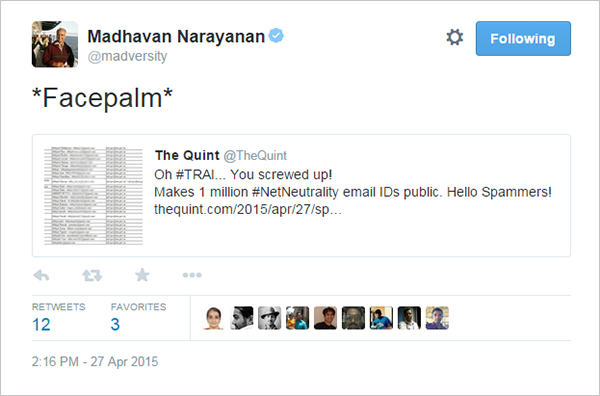 Madhavan Narayanan
@madversity
Following
*Facepalm*
The Quint @TheQuint
Oh #TRAI... You screwed up!
Makes 1 million #NetNeutrality email IDs public. Hello Spammers!
thequint.com/2015/apr/27/sp...
RETWEETS FAVORITES
12 3
2:16 PM - 27 Apr 2015